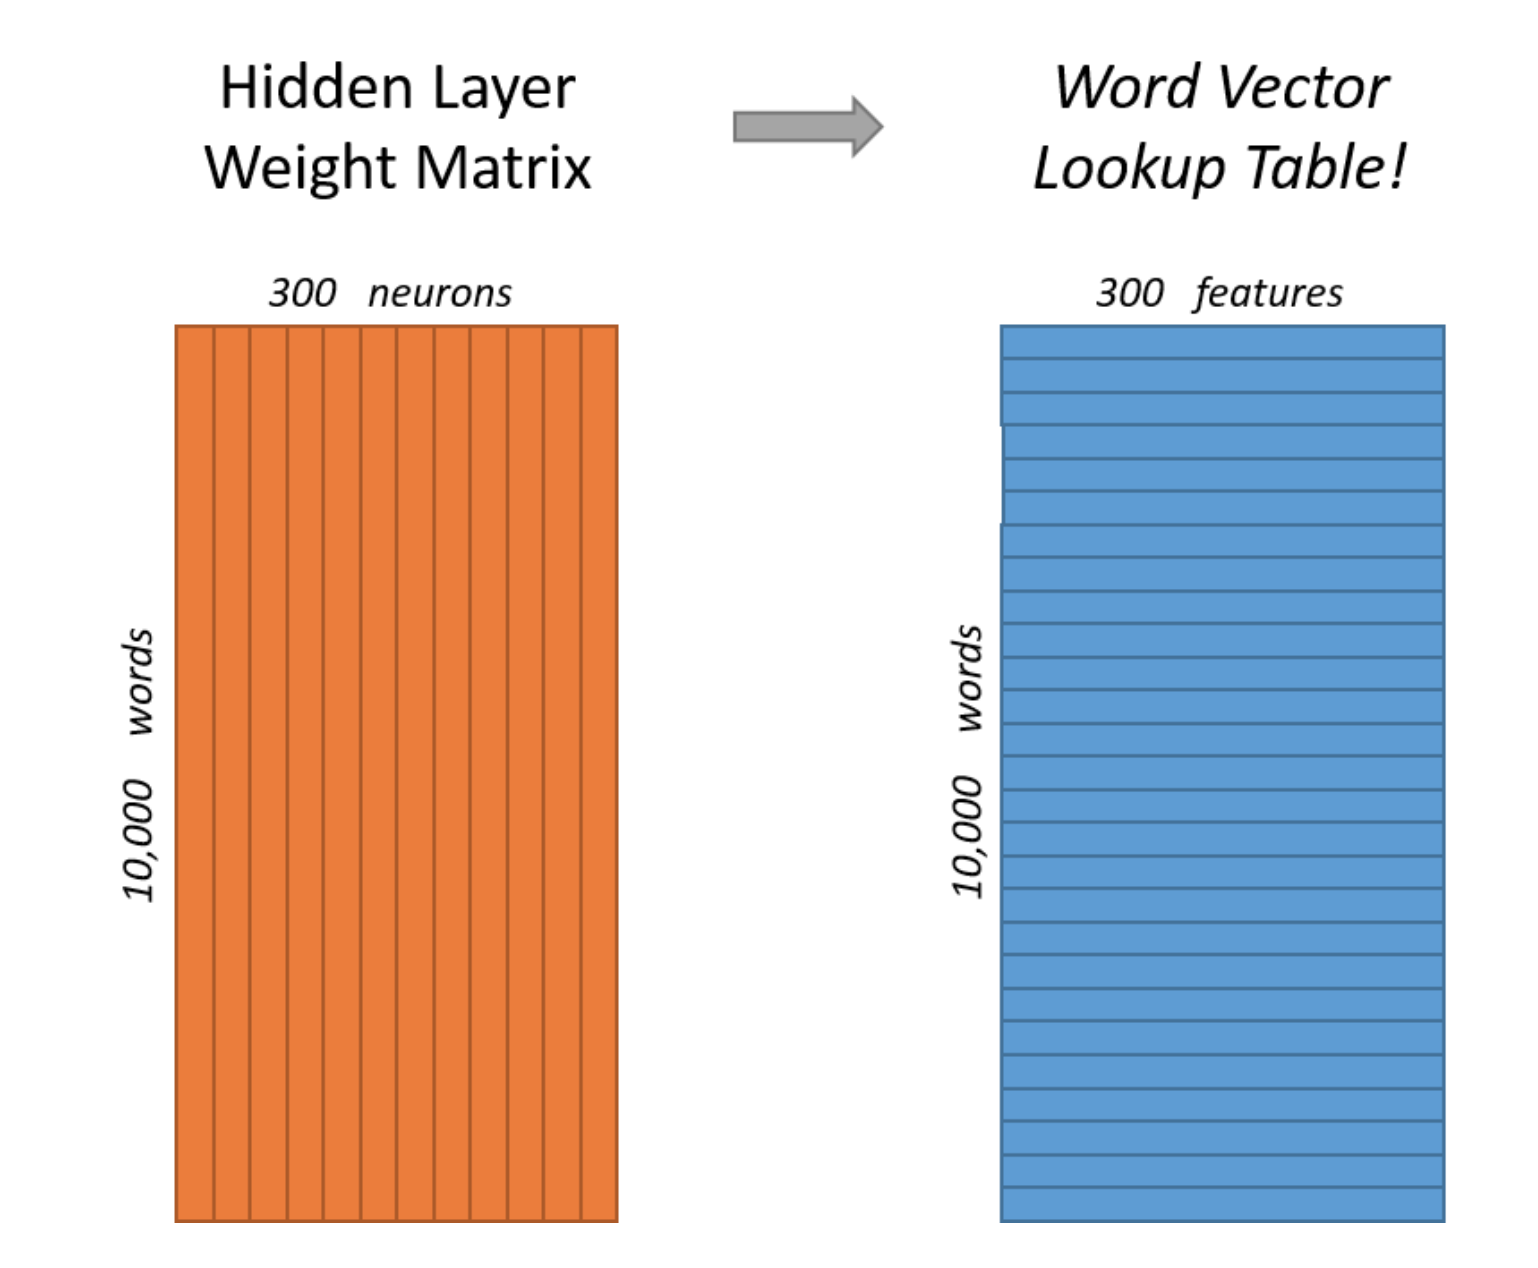 Hidden Layer
Weight Matrix
Word Vector
Lookup Table!
300 neurons
10,000 words
300 features
10,000 words